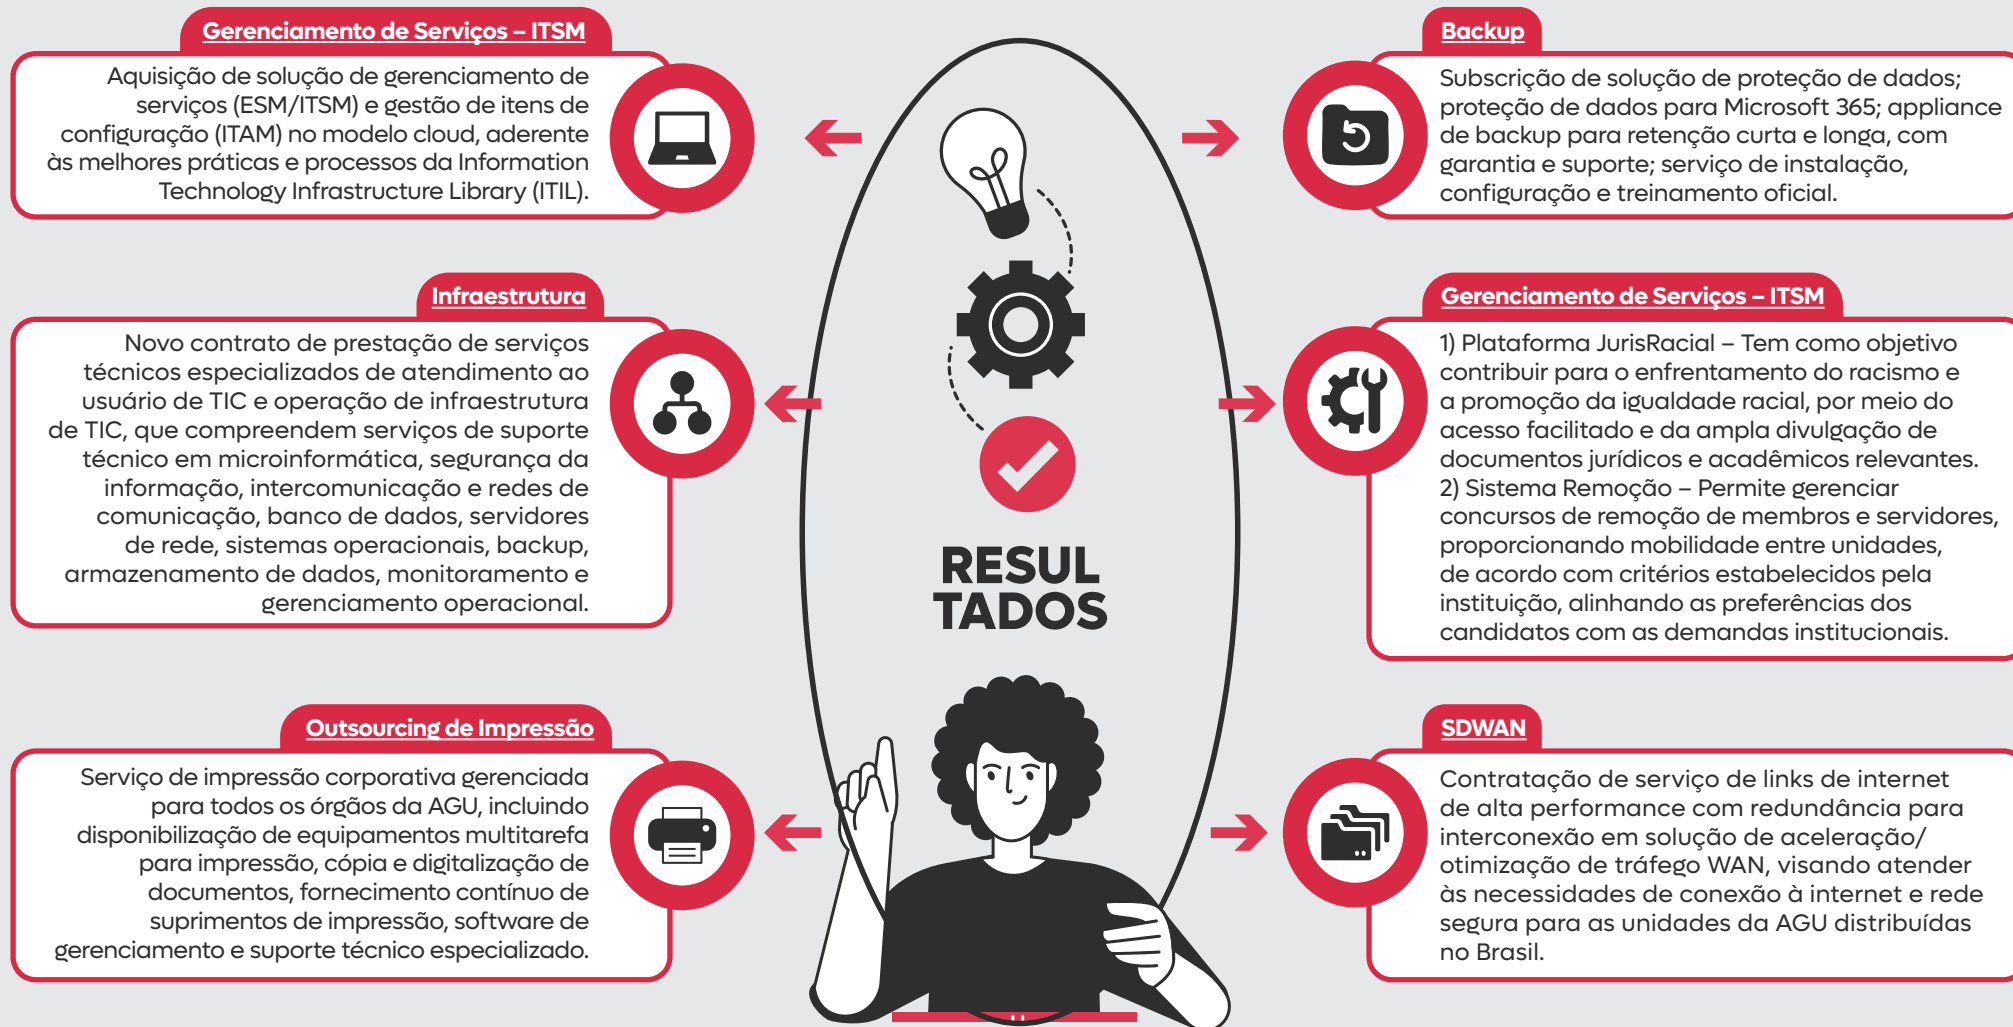 Gerenciamento de Serviços – ITSM
Aquisição de solução de gerenciamento de
serviços (ESM/ITSM) e gestão de itens de
configuração (ITAM) no modelo cloud, aderente
às melhores práticas e processos da Information
Technology Infrastructure Library (ITIL).
Infraestrutura
Novo contrato de prestação de serviços
técnicos especializados de atendimento ao
usuário de TIC e operação de infraestrutura
de TIC, que compreendem serviços de suporte
técnico em microinformática, segurança da
informação, intercomunicação e redes de
comunicação, banco de dados, servidores
de rede, sistemas operacionais, backup,
armazenamento de dados, monitoramento e
gerenciamento operacional.
Outsourcing de Impressão
Serviço de impressão corporativa gerenciada
para todos os órgãos da AGU, incluindo
disponibilização de equipamentos multitarefa
para impressão, cópia e digitalização de
documentos, fornecimento contínuo de
suprimentos de impressão, software de
gerenciamento e suporte técnico especializado.
RESUL
TADOS
Backup
Subscrição de solução de proteção de dados;
proteção de dados para Microsoft 365; appliance
de backup para retenção curta e longa, com
garantia e suporte; serviço de instalação,
configuração e treinamento oficial.
Gerenciamento de Serviços – ITSM
1) Plataforma JurisRacial – Tem como objetivo
contribuir para o enfrentamento do racismo e
a promoção da igualdade racial, por meio do
acesso facilitado e da ampla divulgação de
documentos jurídicos e acadêmicos relevantes.
2) Sistema Remoção – Permite gerenciar
concursos de remoção de membros e servidores,
proporcionando mobilidade entre unidades,
de acordo com critérios estabelecidos pela
instituição, alinhando as preferências dos
candidatos com as demandas institucionais.
SDWAN
Contratação de serviço de links de internet
de alta performance com redundância para
interconexão em solução de aceleração/
otimização de tráfego WAN, visando atender
às necessidades de conexão à internet e rede
segura para as unidades da AGU distribuídas
no Brasil.